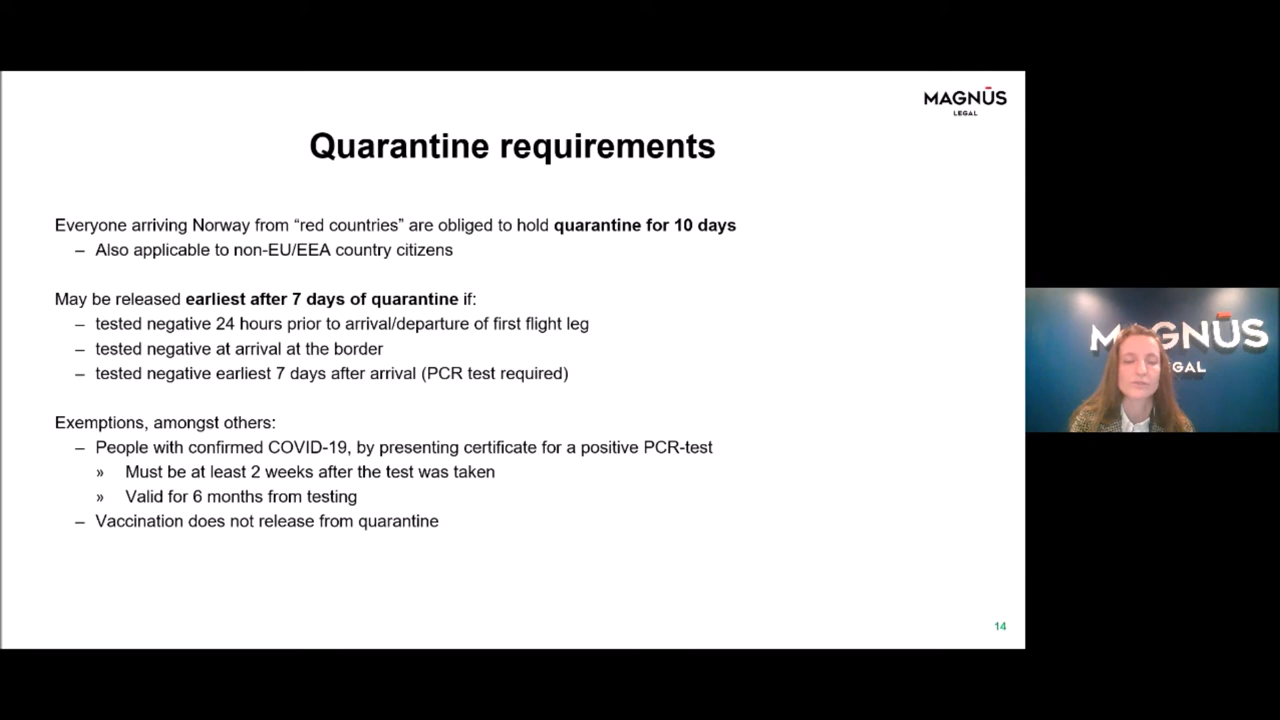 MAGNŪS
LEGAL
Quarantine requirements
Everyone arriving Norway from “red countries” are obliged to hold quarantine for 10 days
– Also applicable to non-EU/EEA country citizens
May be released earliest after 7 days of quarantine if:
– tested negative 24 hours prior to arrival/departure of first flight leg
– tested negative at arrival at the border
– tested negative earliest 7 days after arrival (PCR test required)
Exemptions, amongst others:
– People with confirmed COVID-19, by presenting certificate for a positive PCR-test
» Must be at least 2 weeks after the test was taken
» Valid for 6 months from testing
– Vaccination does not release from quarantine
14
MAGNŪS
GAL